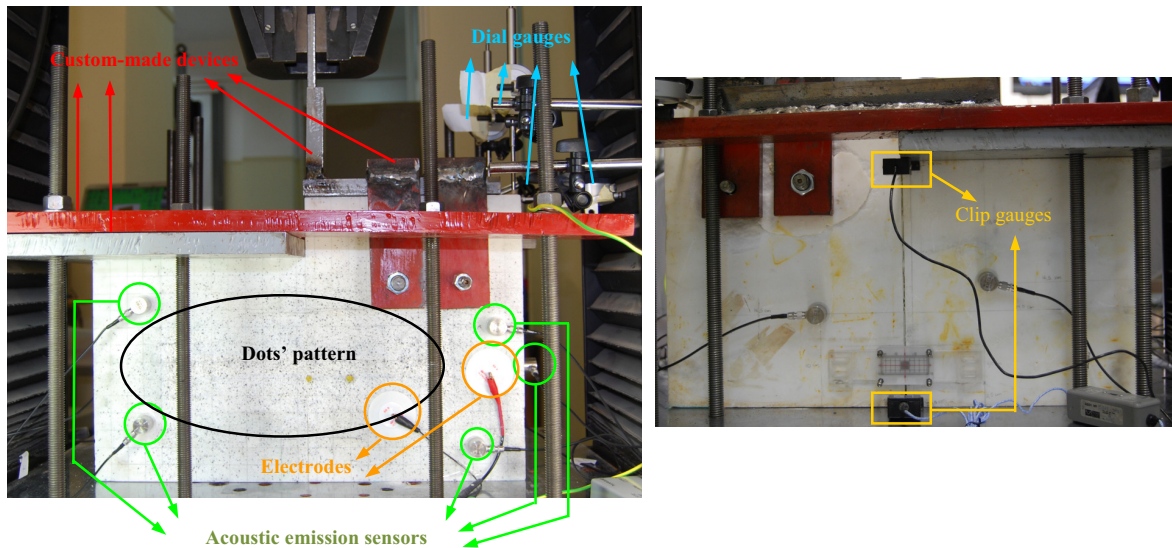 Custom-made devices
Dial gauges
Dots' pattern
Electrodes
Acoustic emission sensors
Clip gauges